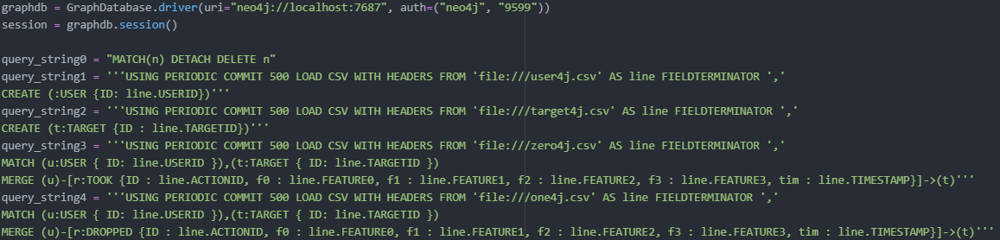 graphdb = GraphDatabase.driver(uri="neo4j://localhost:7687", auth=("neo4j", "9599"))
session = graphdb.session()

query_string0 = "MATCH(n) DETACH DELETE n"
query_string1 = '''USING PERIODIC COMMIT 500 LOAD CSV WITH HEADERS FROM 'file:///user4j.csv' AS line FIELDTERMINATOR ','
CREATE (:USER {ID: line.USERID})'''
query_string2 = '''USING PERIODIC COMMIT 500 LOAD CSV WITH HEADERS FROM 'file:///target4j.csv' AS line FIELDTERMINATOR ','
CREATE (t:TARGET {ID : line.TARGETID})'''
query_string3 = '''USING PERIODIC COMMIT 500 LOAD CSV WITH HEADERS FROM 'file:///zero4j.csv' AS line FIELDTERMINATOR ','
MATCH (u:USER { ID: line.USERID }),(t:TARGET { ID: line.TARGETID })
MERGE (u)-[r:TOOK {ID : line.ACTIONID, f0 : line.FEATURE0, f1 : line.FEATURE1, f2 : line.FEATURE2, f3 : line.FEATURE3, tim : line.TIMESTAMP}]->(t)'''
query_string4 = '''USING PERIODIC COMMIT 500 LOAD CSV WITH HEADERS FROM 'file:///one4j.csv' AS line FIELDTERMINATOR ','
MATCH (u:USER { ID: line.USERID }),(t:TARGET { ID: line.TARGETID })
MERGE (u)-[r:DROPPED {ID : line.ACTIONID, f0 : line.FEATURE0, f1 : line.FEATURE1, f2 : line.FEATURE2, f3 : line.FEATURE3, tim : line.TIMESTAMP}]->(t)'''